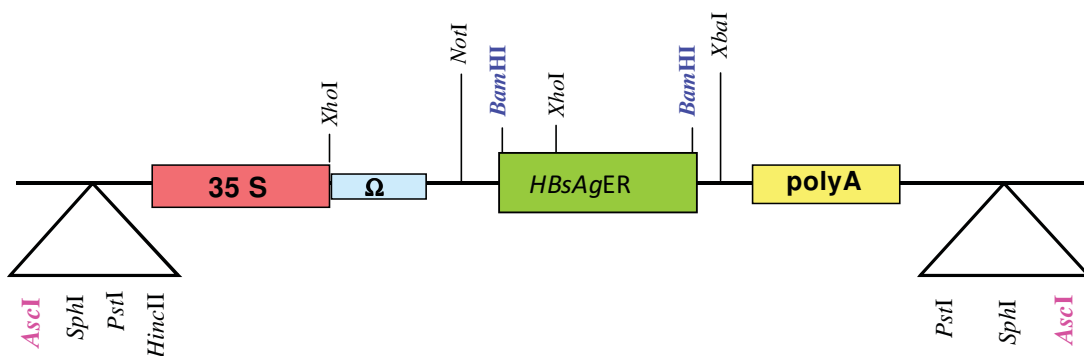 XhoI
NotI
BamHI
XhoI
BamHI
XbaI
35 S
Ω
HBsAgER
polyA
AscI
SphI
PstI
HincII
PstI
SphI
AscI